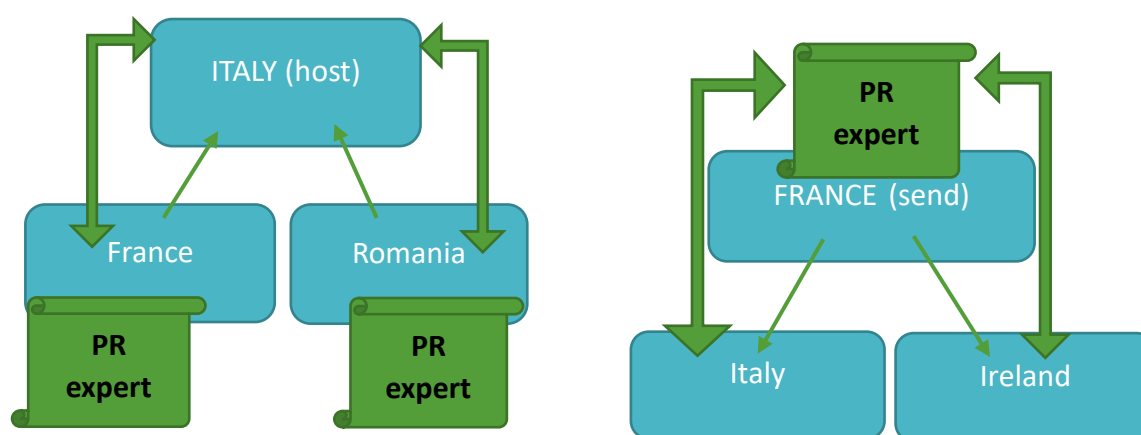 ITALY (host)
France
Romania
PR
expert
PR
expert
PR
expert
FRANCE (send)
Italy
Ireland